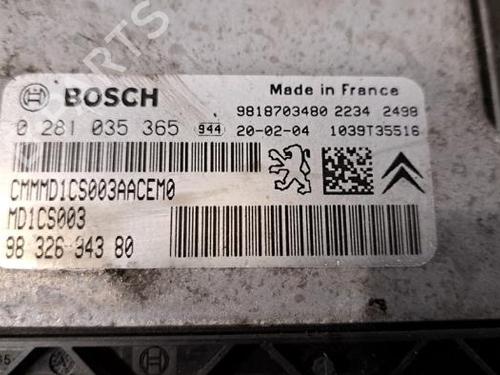 BOSCH
Made in France
9818703480 2234 2498
0 281 035 365 944 20-02-04 1039T35516
CMMMD1CS003AACEM0
MD1CS003
98 326 943 80